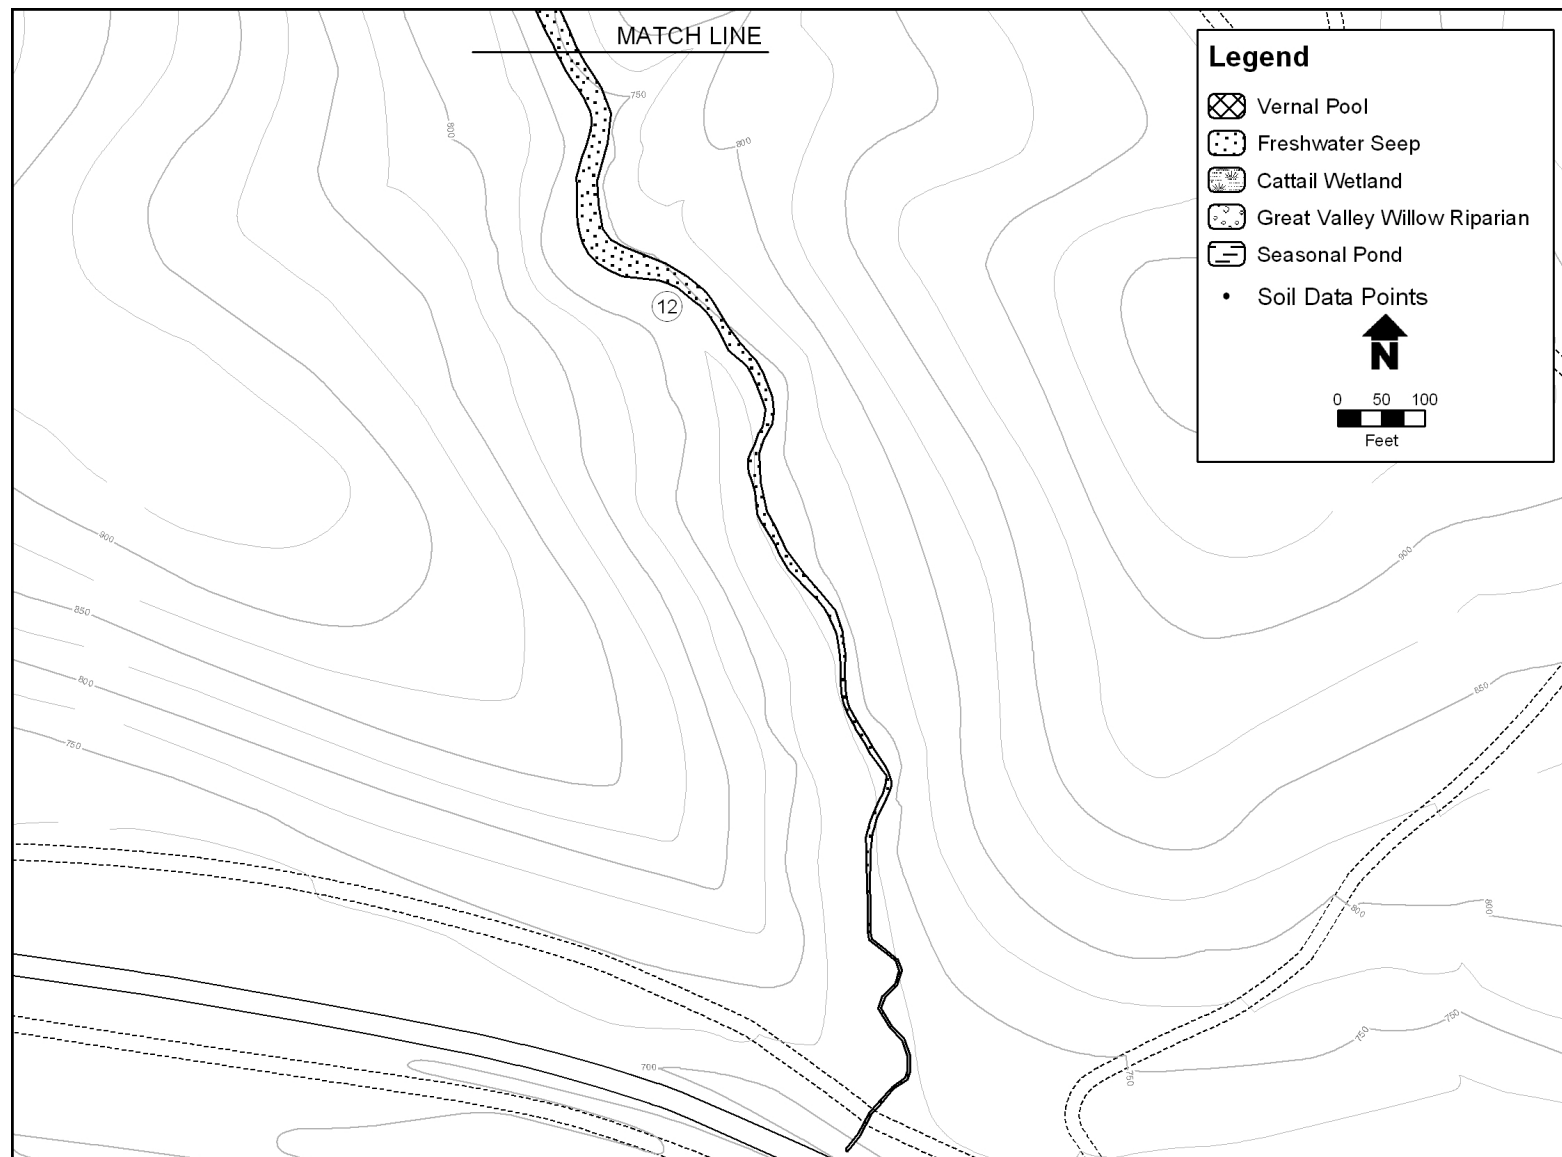 MATCH LINE
Legend
Vernal Pool
Freshwater Seep
Cattail Wetland
Great Valley Willow Riparian
Seasonal Pond
Soil Data Points
N
0 50 100
Feet
750
800
800
12
900
900
850
800
850
750
800
800
750
750
700
750